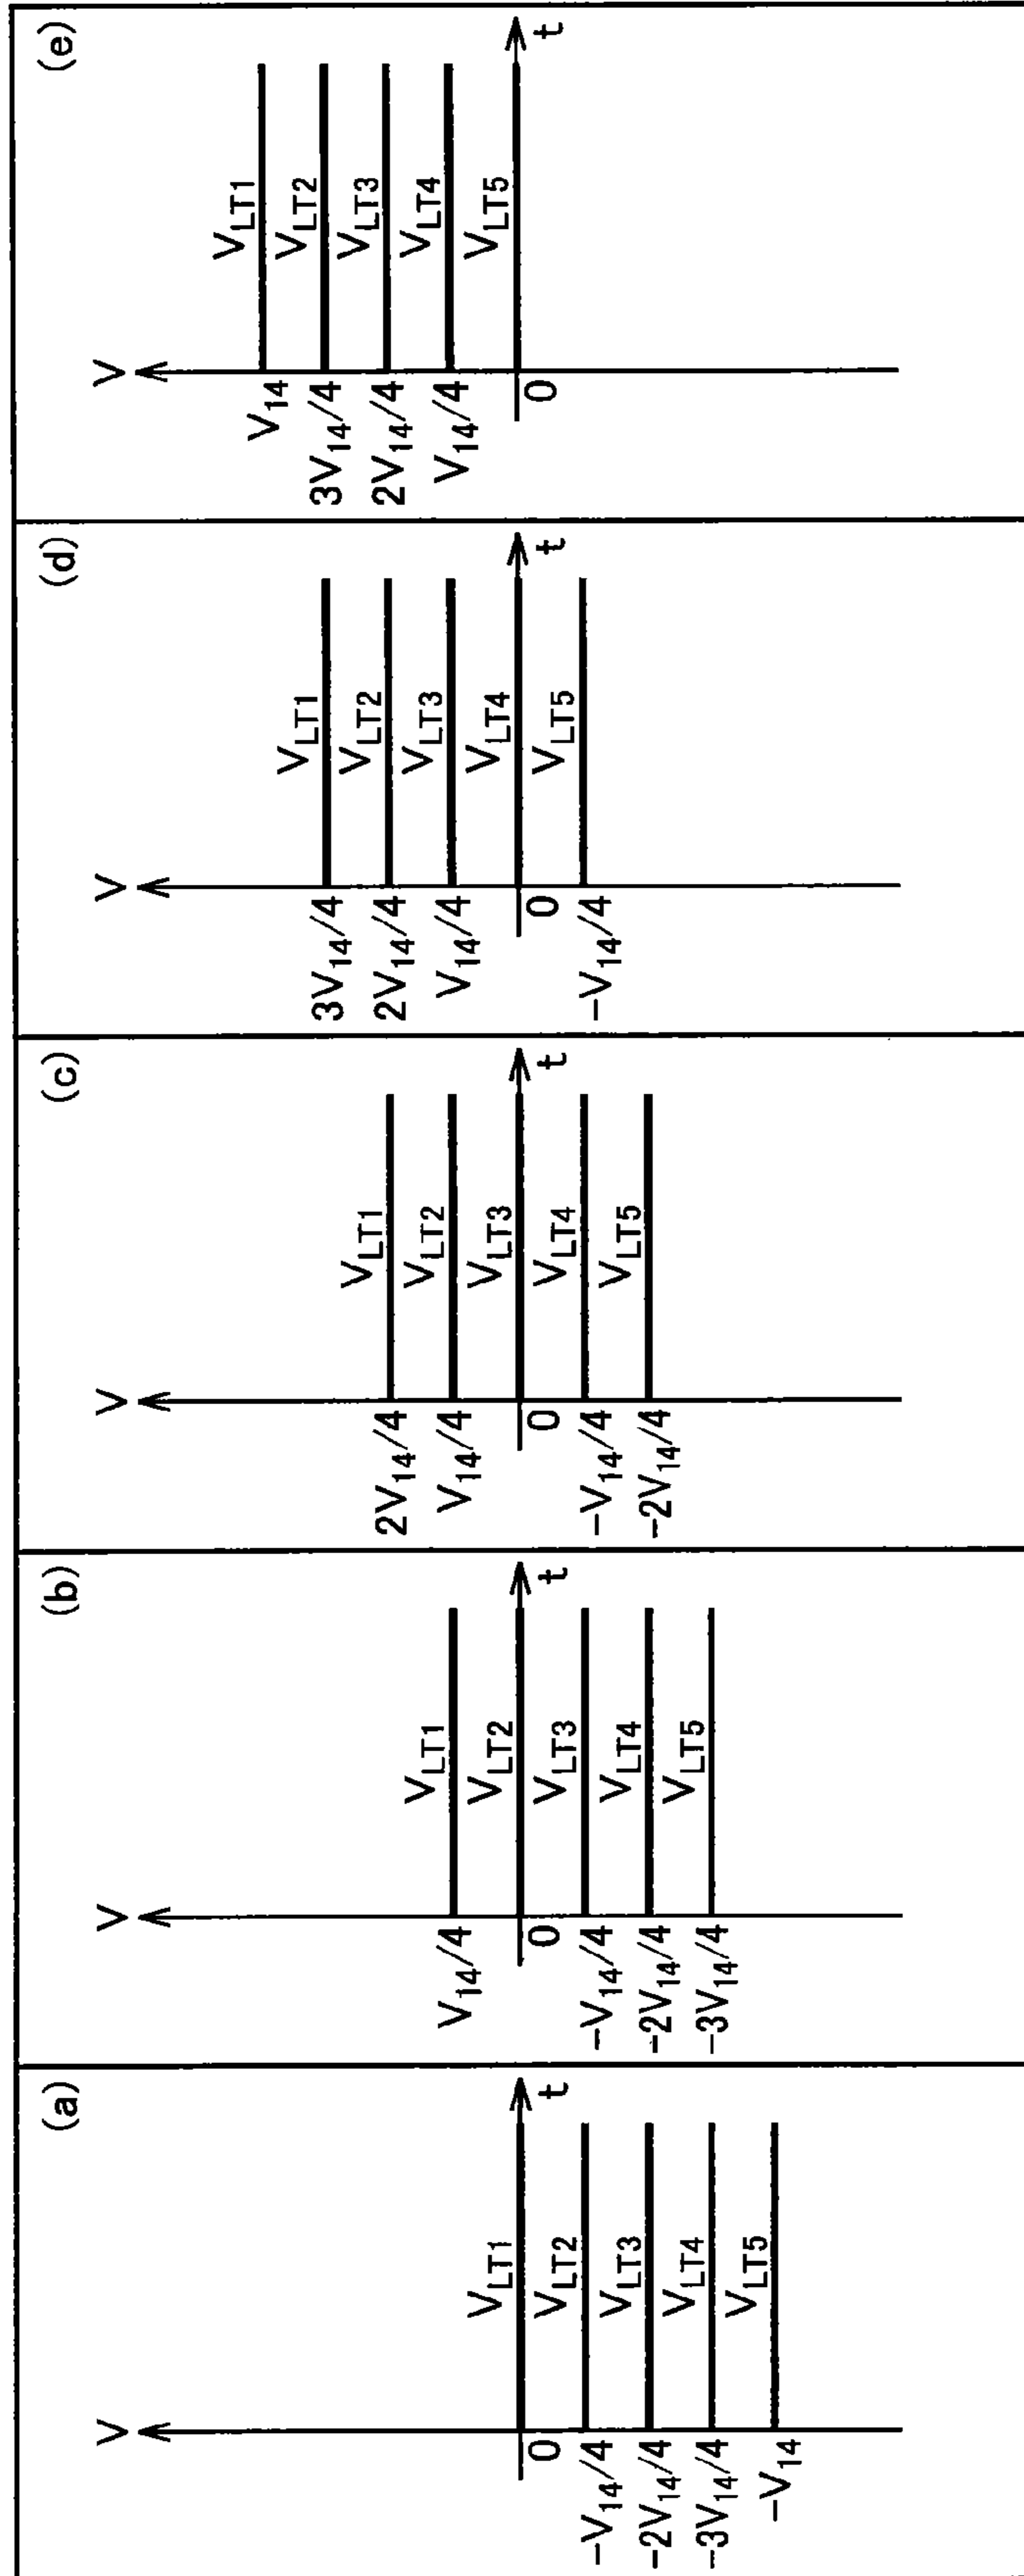 (a)
V
V_LT1
V_LT2
V_LT3
V_LT4
V_LT5
t
0
-V_14/4
-2V_14/4
-3V_14/4
-V_14
(b)
V
V_LT1
V_LT2
V_LT3
V_LT4
V_LT5
t
V_14/4
0
-V_14/4
-2V_14/4
-3V_14/4
(c)
V
V_LT1
V_LT2
V_LT3
V_LT4
V_LT5
t
2V_14/4
V_14/4
0
-V_14/4
-2V_14/4
(d)
V
V_LT1
V_LT2
V_LT3
V_LT4
V_LT5
t
3V_14/4
2V_14/4
V_14/4
0
-V_14/4
(e)
V
V_LT1
V_LT2
V_LT3
V_LT4
V_LT5
t
V_14
3V_14/4
2V_14/4
V_14/4
0